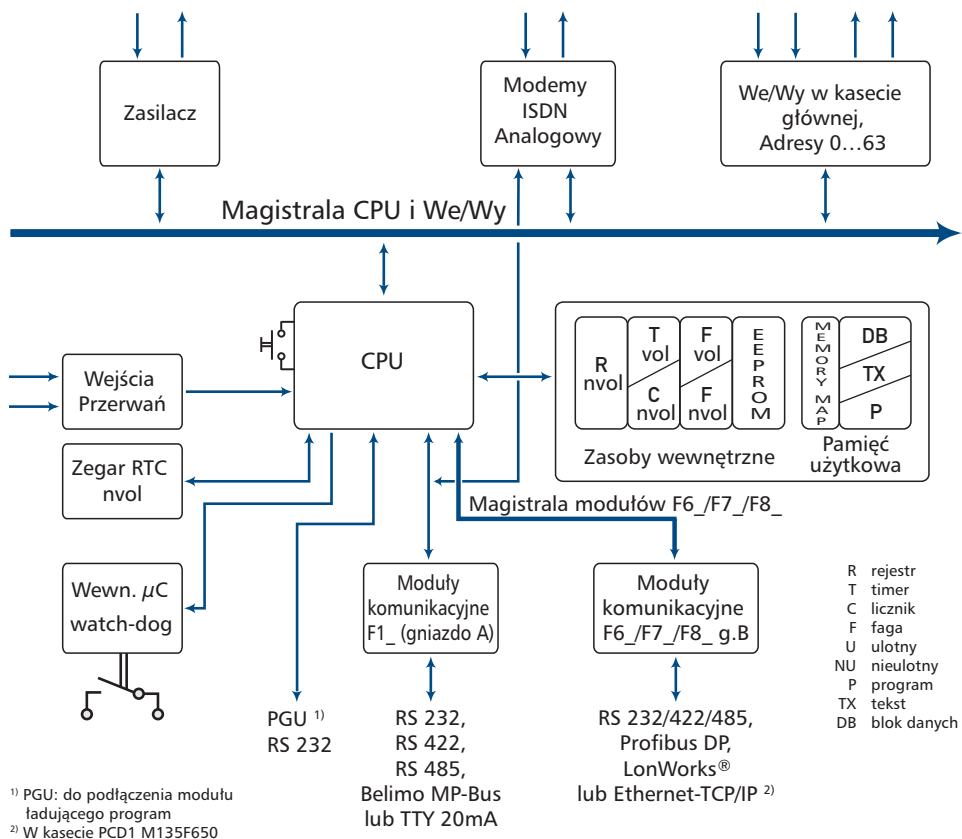 Zasilacz
Modemy
ISDN
Analogowy
We/Wy w kasecie
głównej,
Adresy 0...63
Magistrala CPU i We/Wy
CPU
Wejścia
Przerwań
Zegar RTC
nvol
Wewn. µC
watch-dog
R
nvol
T
vol
C
nvol
F
vol
F
nvol
EEPROM
MEMORY MAP
DB
TX
P
Zasoby wewnętrzne
Pamięć
użytkowa
Magistrala modułów F6_/F7_/F8_
Moduły
komunikacyjne
F1_ (gniazdo A)
Moduły
komunikacyjne
F6_/F7_/F8_ g.B
PGU 1)
RS 232
RS 232,
RS 422,
RS 485,
Belimo MP-Bus
lub TTY 20mA
RS 232/422/485,
Profibus DP,
LonWorks®
lub Ethernet-TCP/IP 2)
R rejestr
T timer
C licznik
F faga
U ulotny
NU nieulotny
P program
TX tekst
DB blok danych
1) PGU: do podłączenia modułu
ładującego program
2) W kasecie PCD1 M135F650